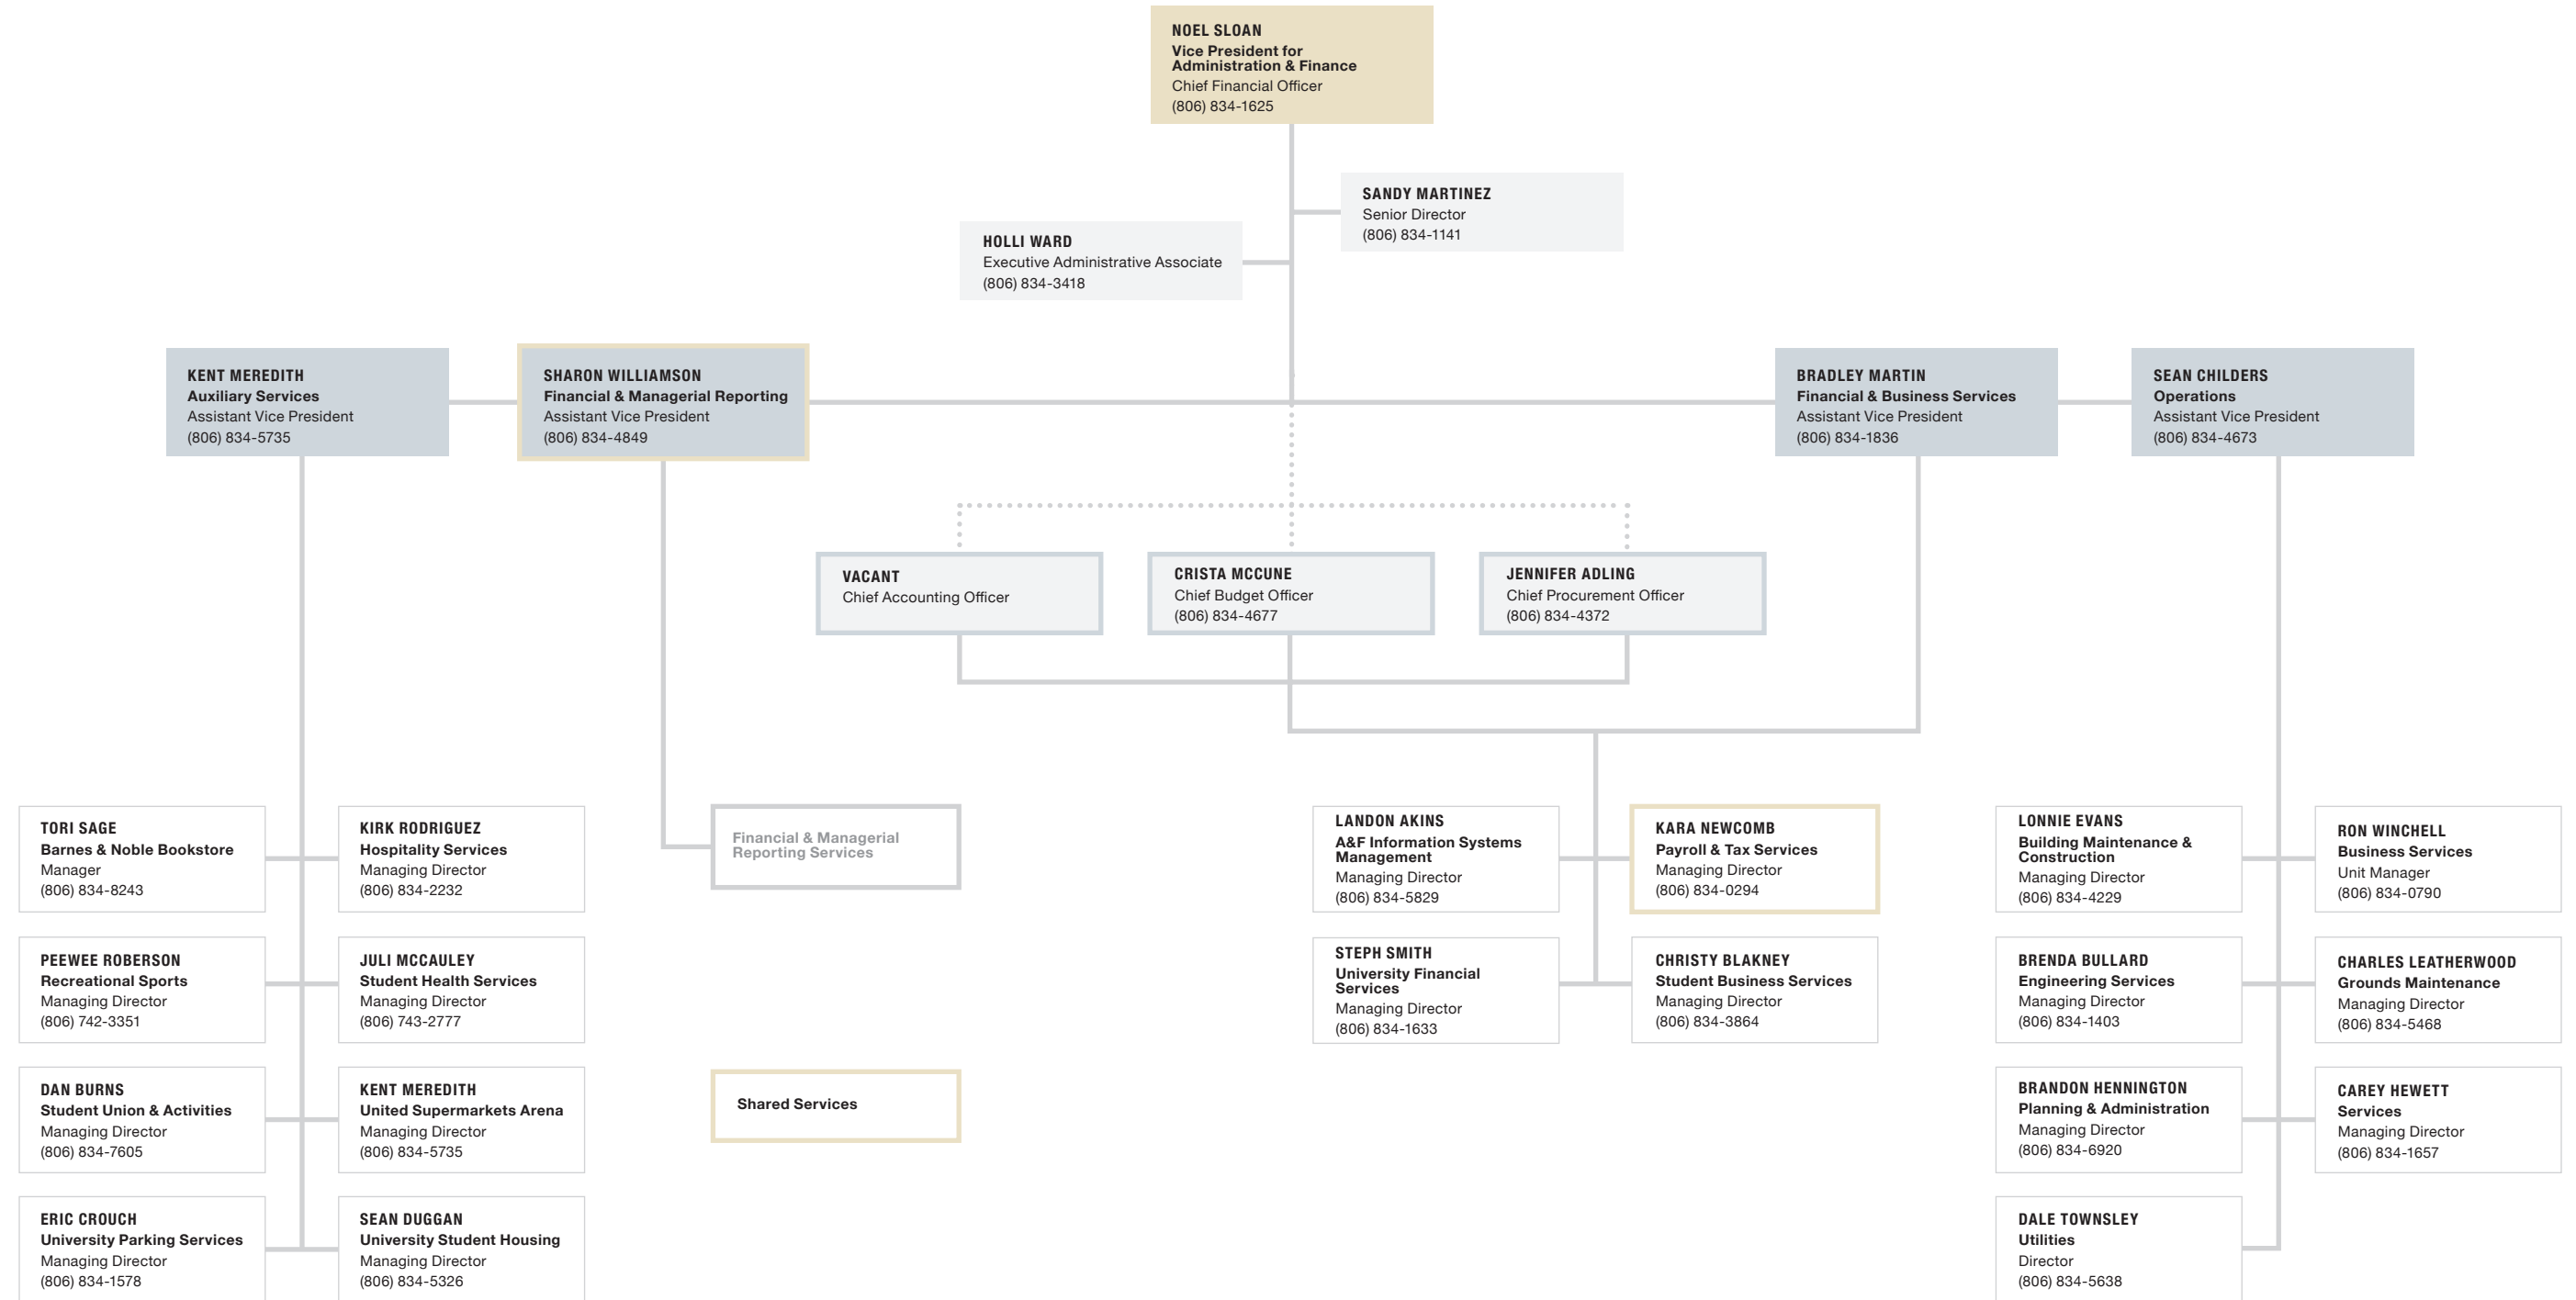 NOEL SLOAN
Vice President for
Administration & Finance
Chief Financial Officer
(806) 834-1625
SANDY MARTINEZ
Senior Director
(806) 834-1141
HOLLI WARD
Executive Administrative Associate
(806) 834-3418
KENT MEREDITH
Auxiliary Services
Assistant Vice President
(806) 834-5735
SHARON WILLIAMSON
Financial & Managerial Reporting
Assistant Vice President
(806) 834-4849
BRADLEY MARTIN
Financial & Business Services
Assistant Vice President
(806) 834-1836
SEAN CHILDERS
Operations
Assistant Vice President
(806) 834-4673
VACANT
Chief Accounting Officer
CRISTA MCCUNE
Chief Budget Officer
(806) 834-4677
JENNIFER ADLING
Chief Procurement Officer
(806) 834-4372
TORI SAGE
Barnes & Noble Bookstore
Manager
(806) 834-8243
KIRK RODRIGUEZ
Hospitality Services
Managing Director
(806) 834-2232
PEEWEE ROBERSON
Recreational Sports
Managing Director
(806) 742-3351
JULI MCCAULEY
Student Health Services
Managing Director
(806) 743-2777
DAN BURNS
Student Union & Activities
Managing Director
(806) 834-7605
KENT MEREDITH
United Supermarkets Arena
Managing Director
(806) 834-5735
ERIC CROUCH
University Parking Services
Managing Director
(806) 834-1578
SEAN DUGGAN
University Student Housing
Managing Director
(806) 834-5326
Financial & Managerial
Reporting Services
Shared Services
LANDON AKINS
A&F Information Systems
Management
Managing Director
(806) 834-5829
KARA NEWCOMB
Payroll & Tax Services
Managing Director
(806) 834-0294
STEPH SMITH
University Financial
Services
Managing Director
(806) 834-1633
CHRISTY BLAKNEY
Student Business Services
Managing Director
(806) 834-3864
LONNIE EVANS
Building Maintenance &
Construction
Managing Director
(806) 834-4229
RON WINCHELL
Business Services
Unit Manager
(806) 834-0790
BRENDA BULLARD
Engineering Services
Managing Director
(806) 834-1403
CHARLES LEATHERWOOD
Grounds Maintenance
Managing Director
(806) 834-5468
BRANDON HENNINGTON
Planning & Administration
Managing Director
(806) 834-6920
CAREY HEWETT
Services
Managing Director
(806) 834-1657
DALE TOWNSLEY
Utilities
Director
(806) 834-5638